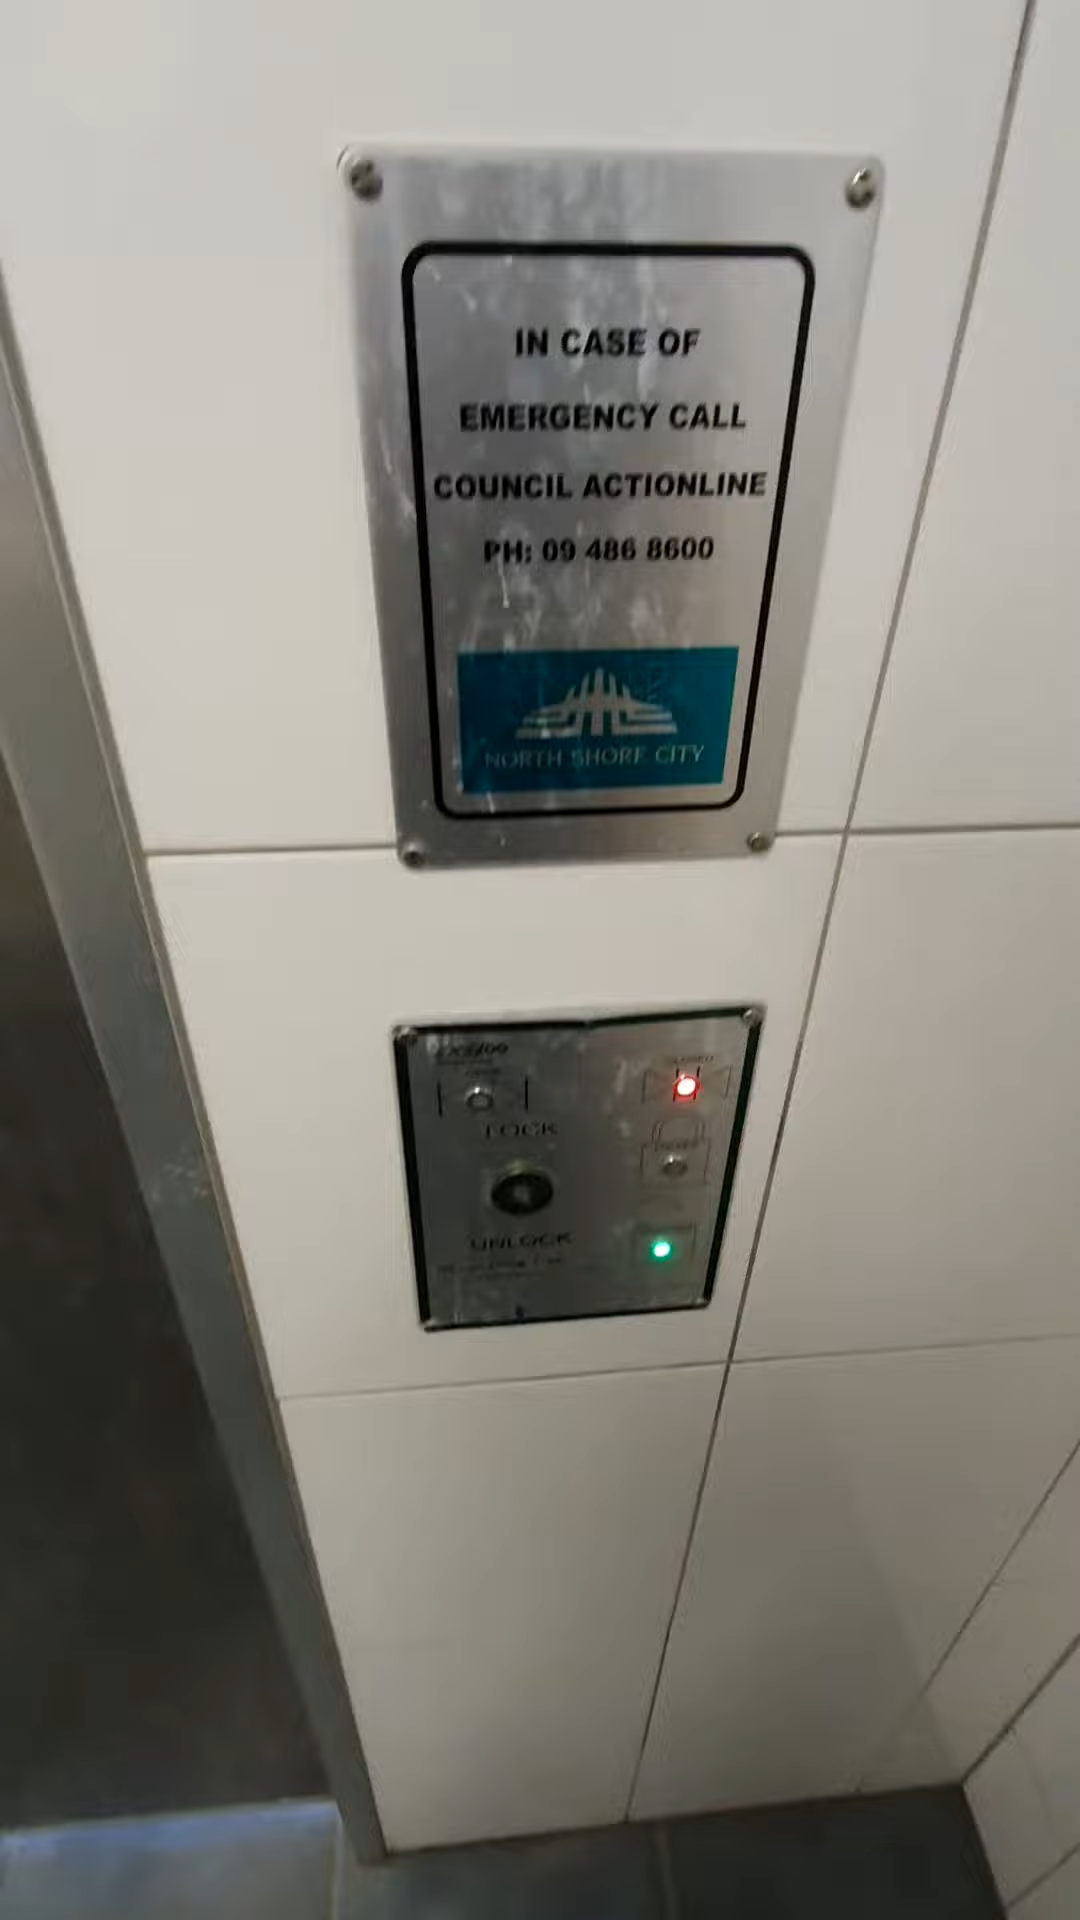 IN CASE OF
EMERGENCY CALL
COUNCIL ACTIONLINE
PH: 09 486 8600
NORTH SHORE CITY
LOCK
UNLOCK